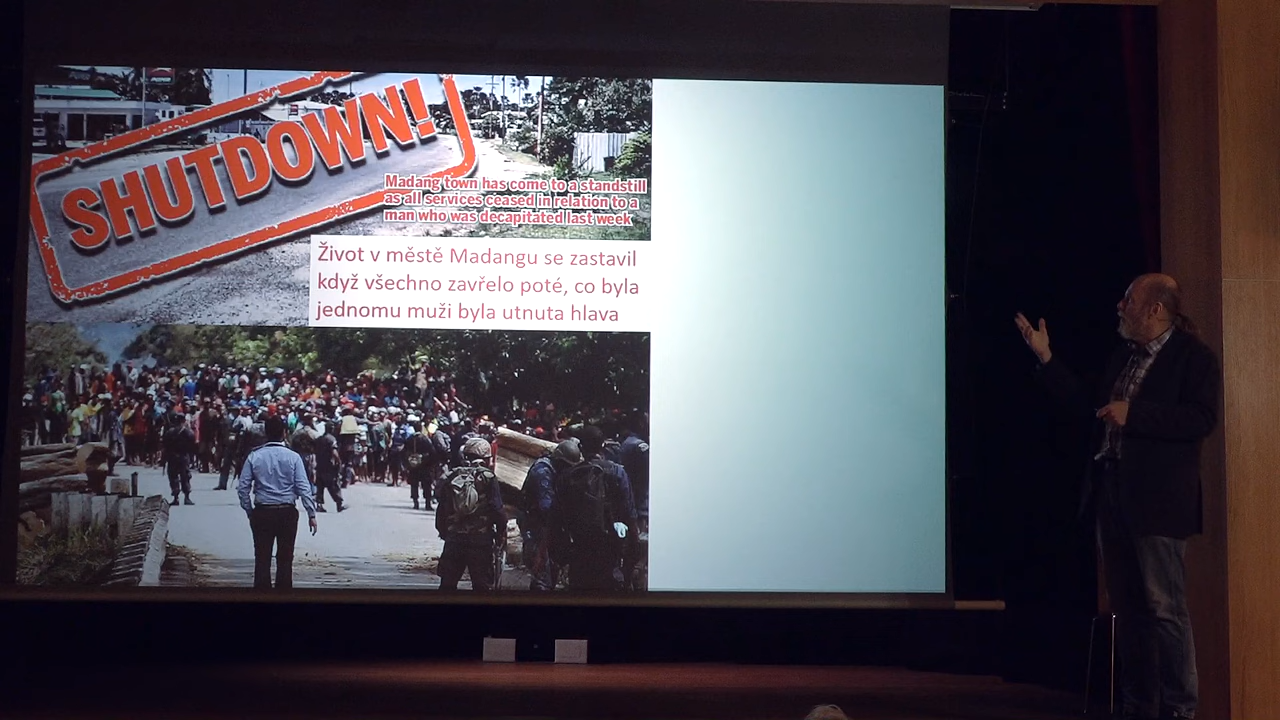 SHUTDOWN!
Madang town has come to a standstill
as all services ceased in relation to a
man who was decapitated last week
Život v městě Madangu se zastavil
když všechno zavřelo poté, co byla
jednomu muži byla utnuta hlava